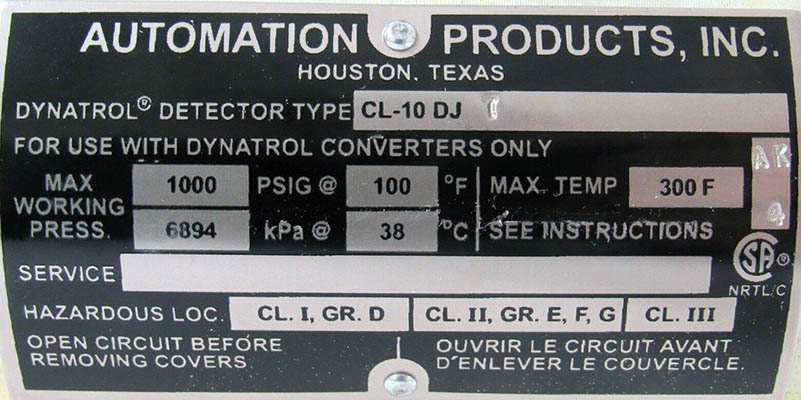 AUTOMATION PRODUCTS, INC.
HOUSTON, TEXAS
DYNATROL® DETECTOR TYPE CL-10 DJ
FOR USE WITH DYNATROL CONVERTERS ONLY
AK
4
MAX WORKING PRESS. 1000 PSIG @ 100 °F MAX. TEMP 300 F
6894 kPa @ 38 °C SEE INSTRUCTIONS
SA®
NRTL/C
SERVICE
HAZARDOUS LOC. CL. I, GR. D CL. II, GR. E, F, G CL. III
OPEN CIRCUIT BEFORE
REMOVING COVERS
OUVRIR LE CIRCUIT AVANT
D'ENLEVER LE COUVERCLE.